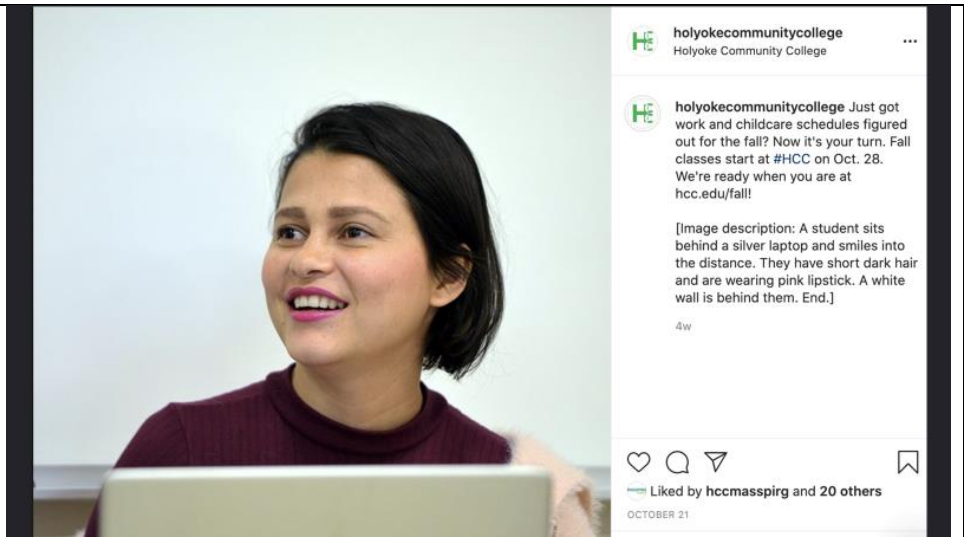 holyokecommunitycollege
Holyoke Community College
holyokecommunitycollege Just got
work and childcare schedules figured
out for the fall? Now it's your turn. Fall
classes start at #HCC on Oct. 28.
We're ready when you are at
hcc.edu/fall!
[Image description: A student sits
behind a silver laptop and smiles into
the distance. They have short dark hair
and are wearing pink lipstick. A white
wall is behind them. End.]
4w
Liked by hccmasspirg and 20 others
OCTOBER 21